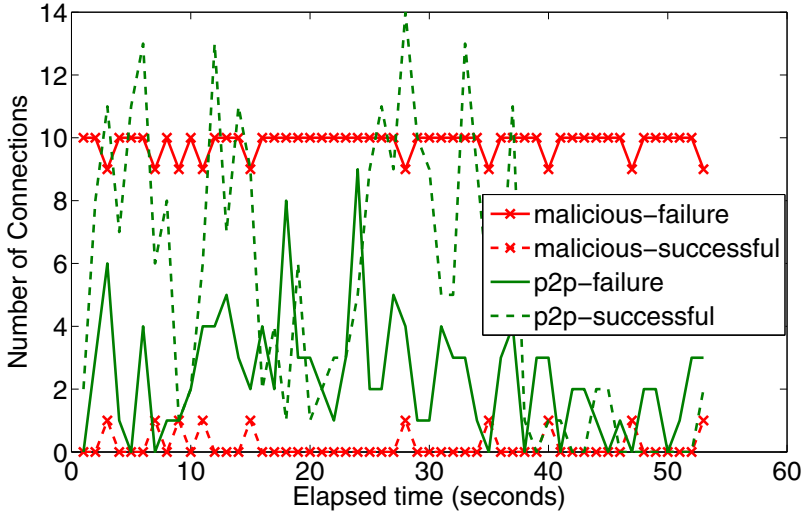 14
12
10
8
6
4
2
0
Number of Connections
malicious-failure
malicious-successful
p2p-failure
p2p-successful
0 10 20 30 40 50 60
Elapsed time (seconds)